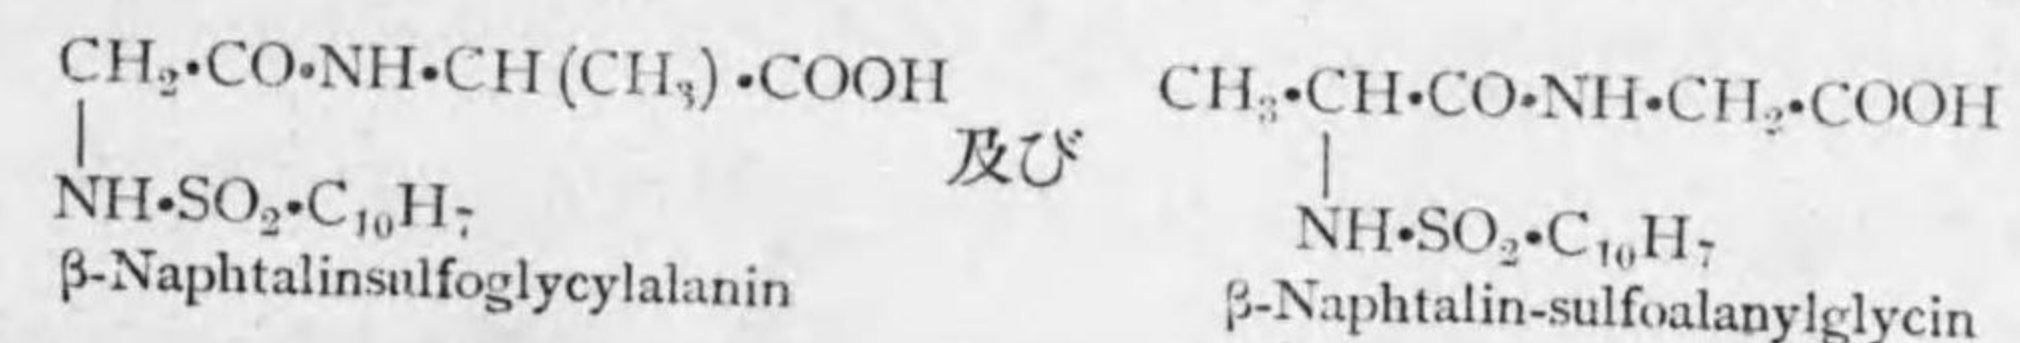 CH₂•CO•NH•CH(CH₃)•COOH
|
NH•SO₂•C₁₀H₇
β-Naphtalinsulfoglycylalanin
及び
CH₃•CH•CO•NH•CH₂•COOH
|
NH•SO₂•C₁₀H₇
β-Naphtalin-sulfoalanylglycin